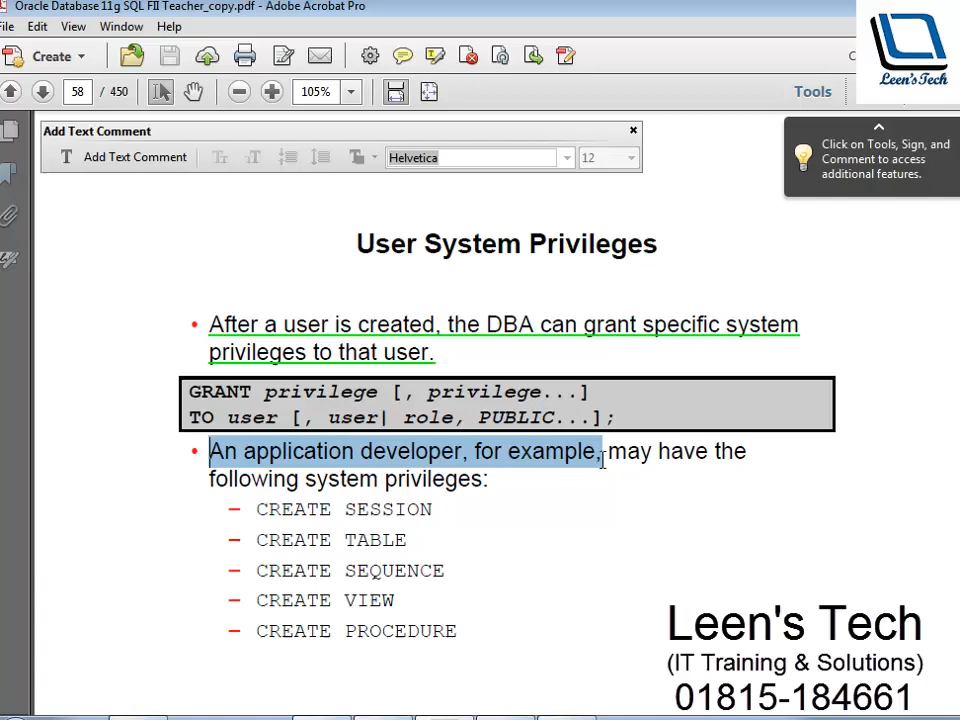 Oracle Database 11g SQL FII Teacher_copy.pdf - Adobe Acrobat Pro
File Edit View Window Help
Create
58 / 450 105% Tools
Leen'sTech
Add Text Comment
Add Text Comment Helvetica 12
Click on Tools, Sign, and
Comment to access
additional features.
User System Privileges
• After a user is created, the DBA can grant specific system
privileges to that user.
GRANT privilege [, privilege...]
TO user [, user| role, PUBLIC...];
• An application developer, for example, may have the
following system privileges:
– CREATE SESSION
– CREATE TABLE
– CREATE SEQUENCE
– CREATE VIEW
– CREATE PROCEDURE
Leen's Tech
(IT Training & Solutions)
01815-184661